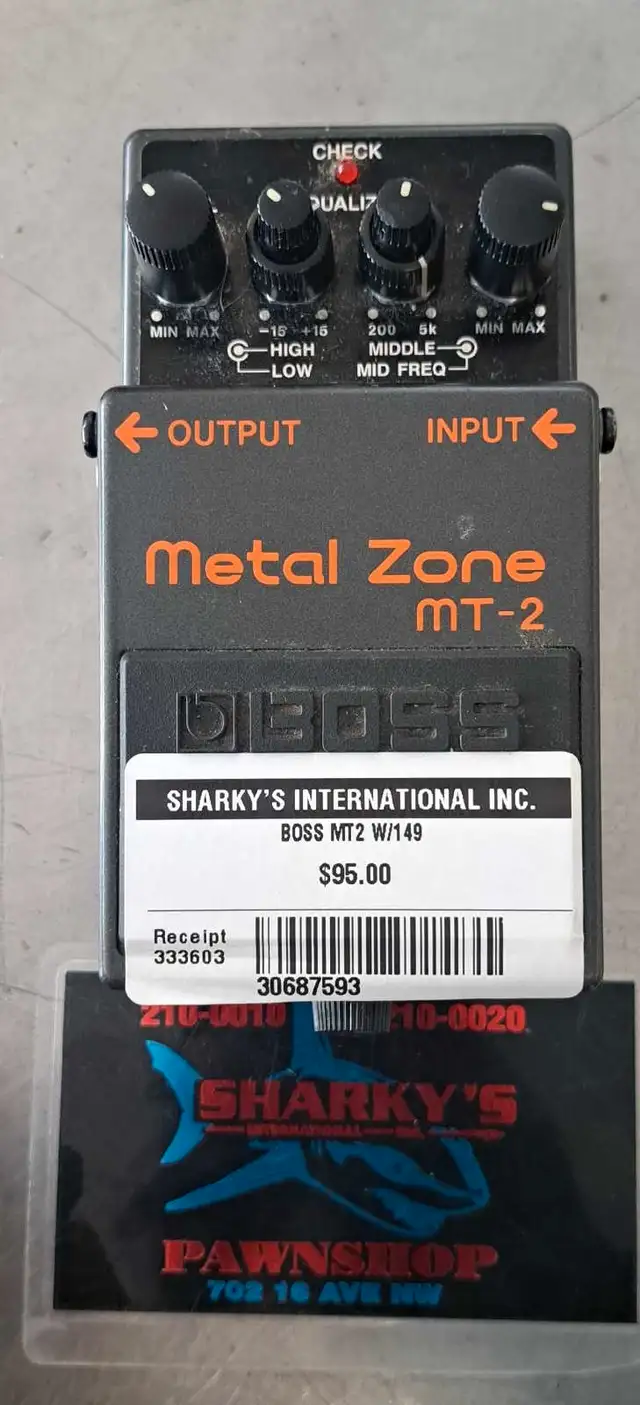 CHECK
MIN MAX
-15 +15
200 5k
MIN MAX
HIGH
MIDDLE
LOW
MID FREQ
OUTPUT
INPUT
Metal Zone
MT-2
BOSS
SHARKY'S INTERNATIONAL INC.
BOSS MT2 W/149
$95.00
Receipt
333603
30687593
210-0010
210-0020
SHARKY'S
INTERNATIONAL INC.
PAWNSHOP
702 16 AVE NW